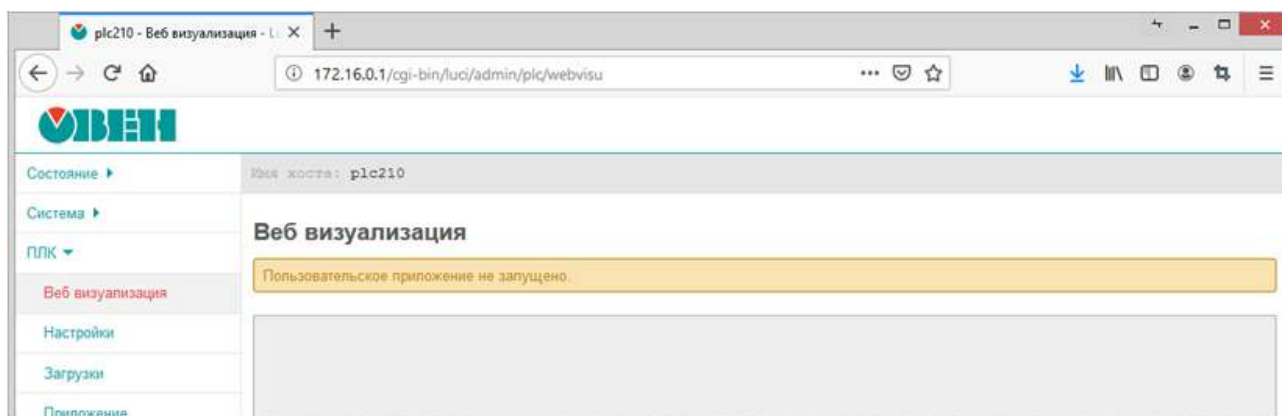 plc210 - Веб визуализация - L
172.16.0.1/cgi-bin/luci/admin/plc/webvisu
ОВЕН
Состояние
Имя хоста: plc210
Система
Веб визуализация
ПЛК
Пользовательское приложение не запущено.
Веб визуализация
Настройки
Загрузки
Приложение